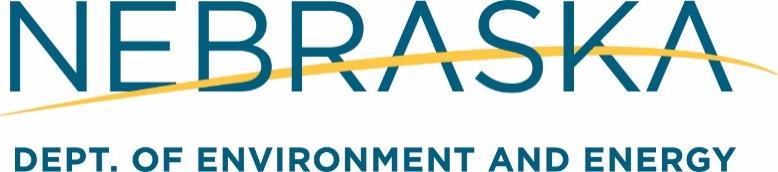 NEBRASKA
DEPT. OF ENVIRONMENT AND ENERGY